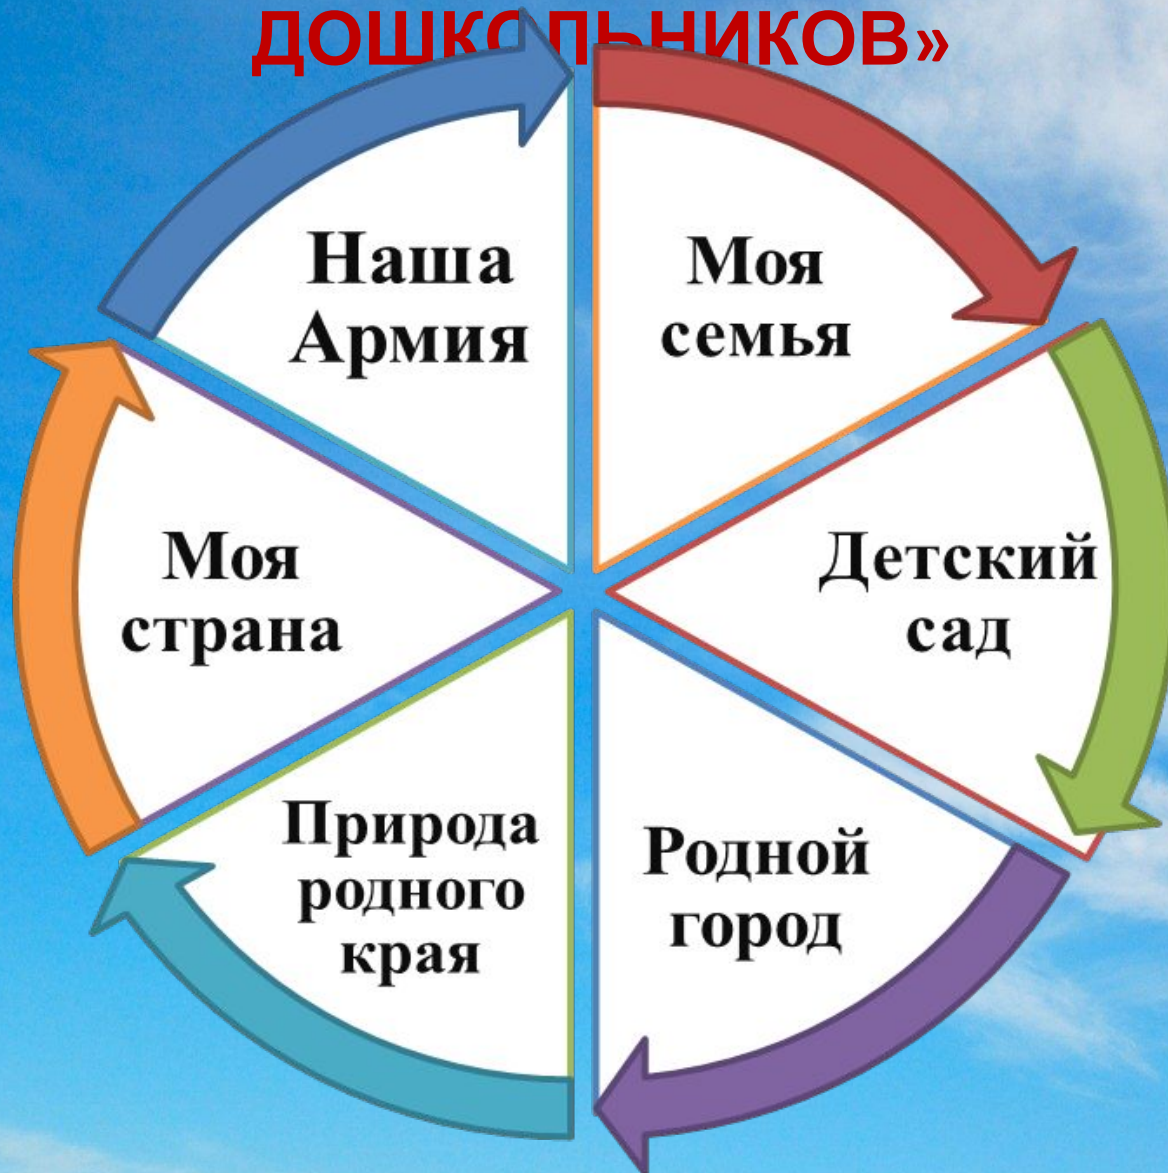 ДОШКОЛЬНИКОВ»
Наша
Армия
Моя
семья
Детский
сад
Родной
город
Природа
родного
края
Моя
страна